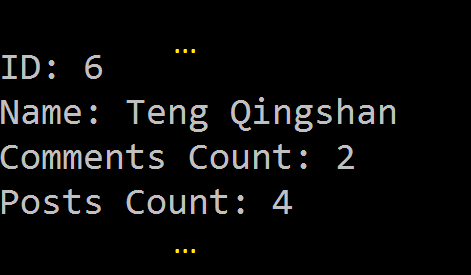 ...
ID: 6
Name: Teng Qingshan
Comments Count: 2
Posts Count: 4
...